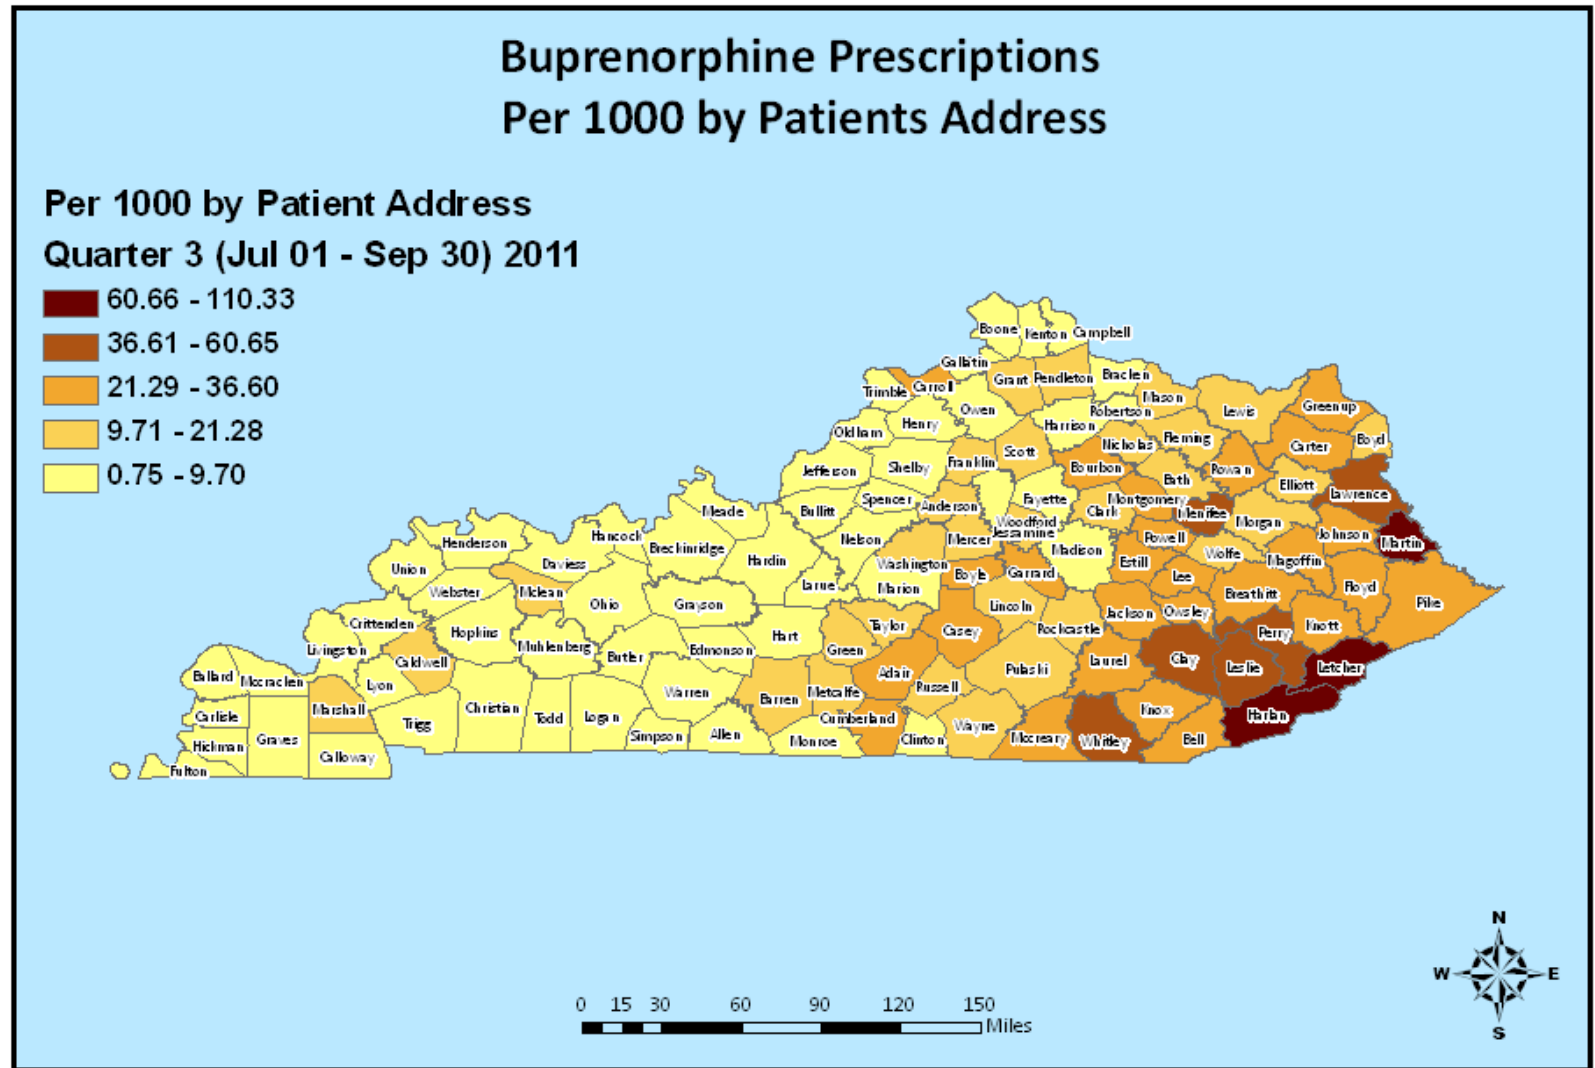 Buprenorphine Prescriptions
Per 1000 by Patients Address
Per 1000 by Patient Address
Quarter 3 (Jul 01 - Sep 30) 2011
60.66 - 110.33
36.61 - 60.65
21.29 - 36.60
9.71 - 21.28
0.75 - 9.70
Boone
Kenton
Campbell
Gallatin
Grant
Pendleton
Bracken
Trimble
Carroll
Mason
Owen
Robertson
Lewis
Greenup
Henry
Harrison
Oldham
Nicholas
Fleming
Carter
Boyd
Scott
Jefferson
Shelby
Franklin
Bourbon
Rowan
Bath
Elliott
Lawrence
Spencer
Fayette
Montgomery
Bullitt
Anderson
Clark
Menifee
Meade
Woodford
Morgan
Jessamine
Johnson
Hancock
Nelson
Mercer
Powell
Martin
Henderson
Breckinridge
Madison
Wolfe
Daviess
Hardin
Washington
Estill
Magoffin
Union
Boyle
Garrard
Lee
Floyd
Webster
Mclean
Larue
Marion
Breathitt
Ohio
Grayson
Lincoln
Jackson
Owsley
Pike
Crittenden
Taylor
Rockcastle
Perry
Knott
Hopkins
Hart
Casey
Livingston
Muhlenberg
Butler
Edmonson
Green
Caldwell
Laurel
Clay
Leslie
Letcher
Ballard
Mccracken
Lyon
Adair
Pulaski
Warren
Barren
Metcalfe
Russell
Carlisle
Marshall
Christian
Todd
Logan
Knox
Harlan
Trigg
Cumberland
Wayne
Hickman
Graves
Simpson
Allen
Monroe
Clinton
Mccreary
Whitley
Bell
Calloway
Fulton
N
W
E
S
0 15 30 60 90 120 150
Miles